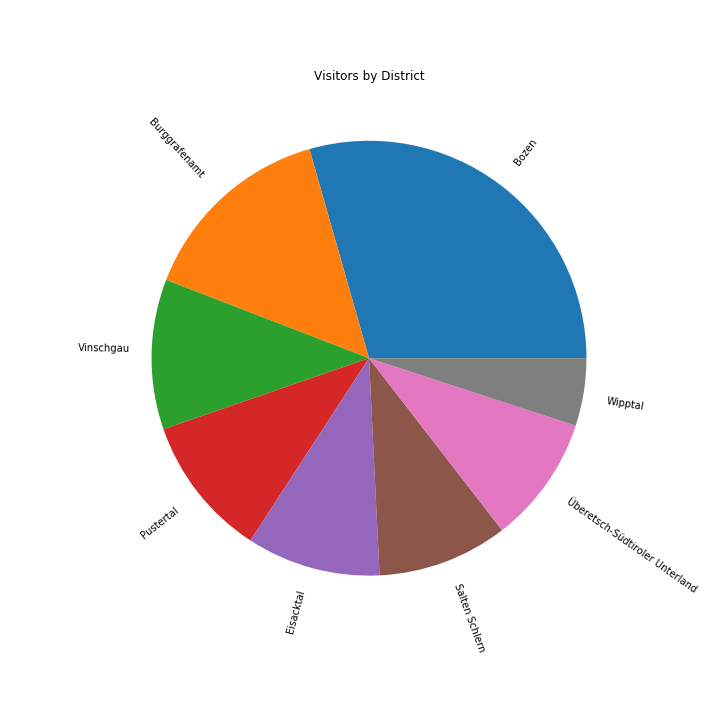 Visitors by District
Bozen
Burggrafenamt
Vinschgau
Pustertal
Eisacktal
Salten Schlern
Überetsch-Südtiroler Unterland
Wipptal